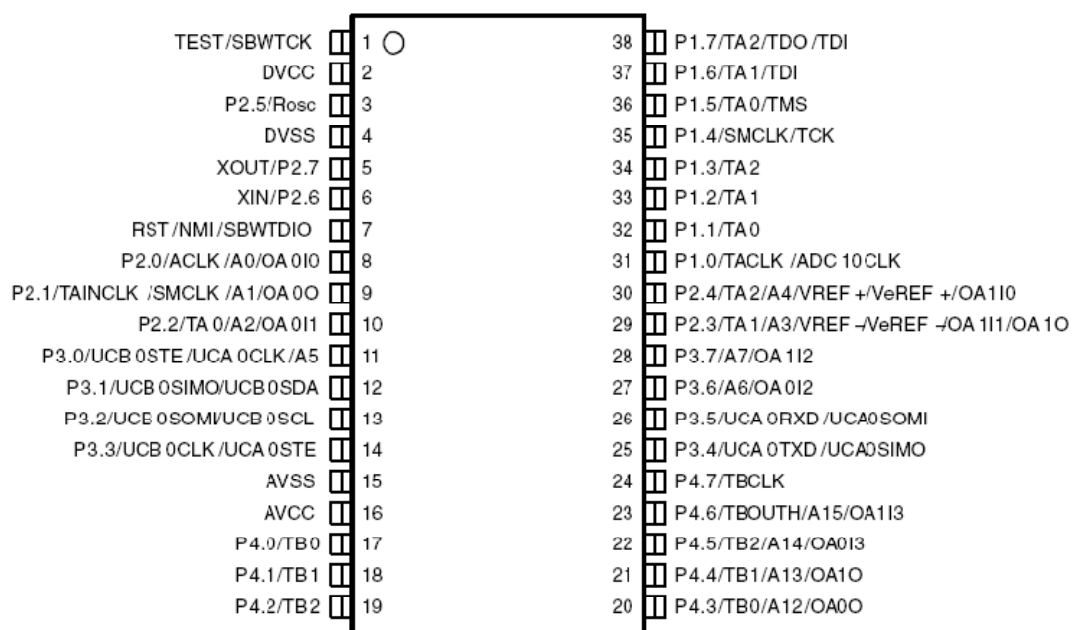 TEST/SBWTCK 1 38 P1.7/TA2/TDO/TDI
DVCC 2 37 P1.6/TA1/TDI
P2.5/Rosc 3 36 P1.5/TA0/TMS
DVSS 4 35 P1.4/SMCLK/TCK
XOUT/P2.7 5 34 P1.3/TA2
XIN/P2.6 6 33 P1.2/TA1
RST/NMI/SBWTDIO 7 32 P1.1/TA0
P2.0/ACLK/A0/OA0I0 8 31 P1.0/TACLK/ADC10CLK
P2.1/TAINCLK/SMCLK/A1/OA0O 9 30 P2.4/TA2/A4/VREF+/VeREF+/OA1I0
P2.2/TA0/A2/OA0I1 10 29 P2.3/TA1/A3/VREF-/VeREF-/OA1I1/OA1O
P3.0/UCB0STE/UCA0CLK/A5 11 28 P3.7/A7/OA1I2
P3.1/UCB0SIMO/UCB0SDA 12 27 P3.6/A6/OA0I2
P3.2/UCB0SOMI/UCB0SCL 13 26 P3.5/UCA0RXD/UCA0SOMI
P3.3/UCB0CLK/UCA0STE 14 25 P3.4/UCA0TXD/UCA0SIMO
AVSS 15 24 P4.7/TBCLK
AVCC 16 23 P4.6/TBOUTH/A15/OA1I3
P4.0/TB0 17 22 P4.5/TB2/A14/OA0I3
P4.1/TB1 18 21 P4.4/TB1/A13/OA1O
P4.2/TB2 19 20 P4.3/TB0/A12/OA0O